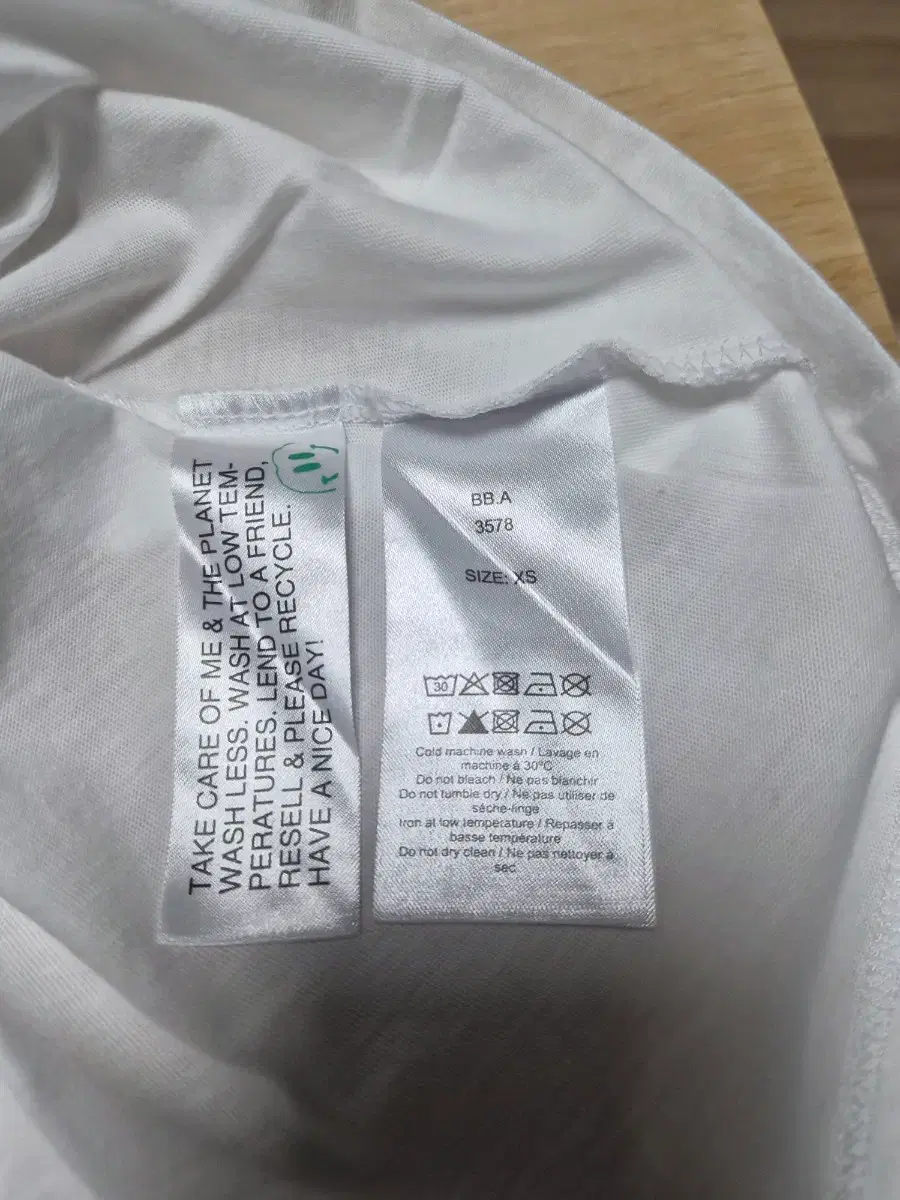 TAKE CARE OF ME & THE PLANET
WASH LESS. WASH AT LOW TEM-
PERATURES. LEND TO A FRIEND,
RESELL & PLEASE RECYCLE.
HAVE A NICE DAY!
BB.A
3578
SIZE: XS
30
Cold machine wash / Lavage en
machine à 30°C
Do not bleach / Ne pas blanchir
Do not tumble dry / Ne pas utiliser de
sèche-linge
Iron at low temperature / Repasser à
basse température
Do not dry clean / Ne pas nettoyer à
sec